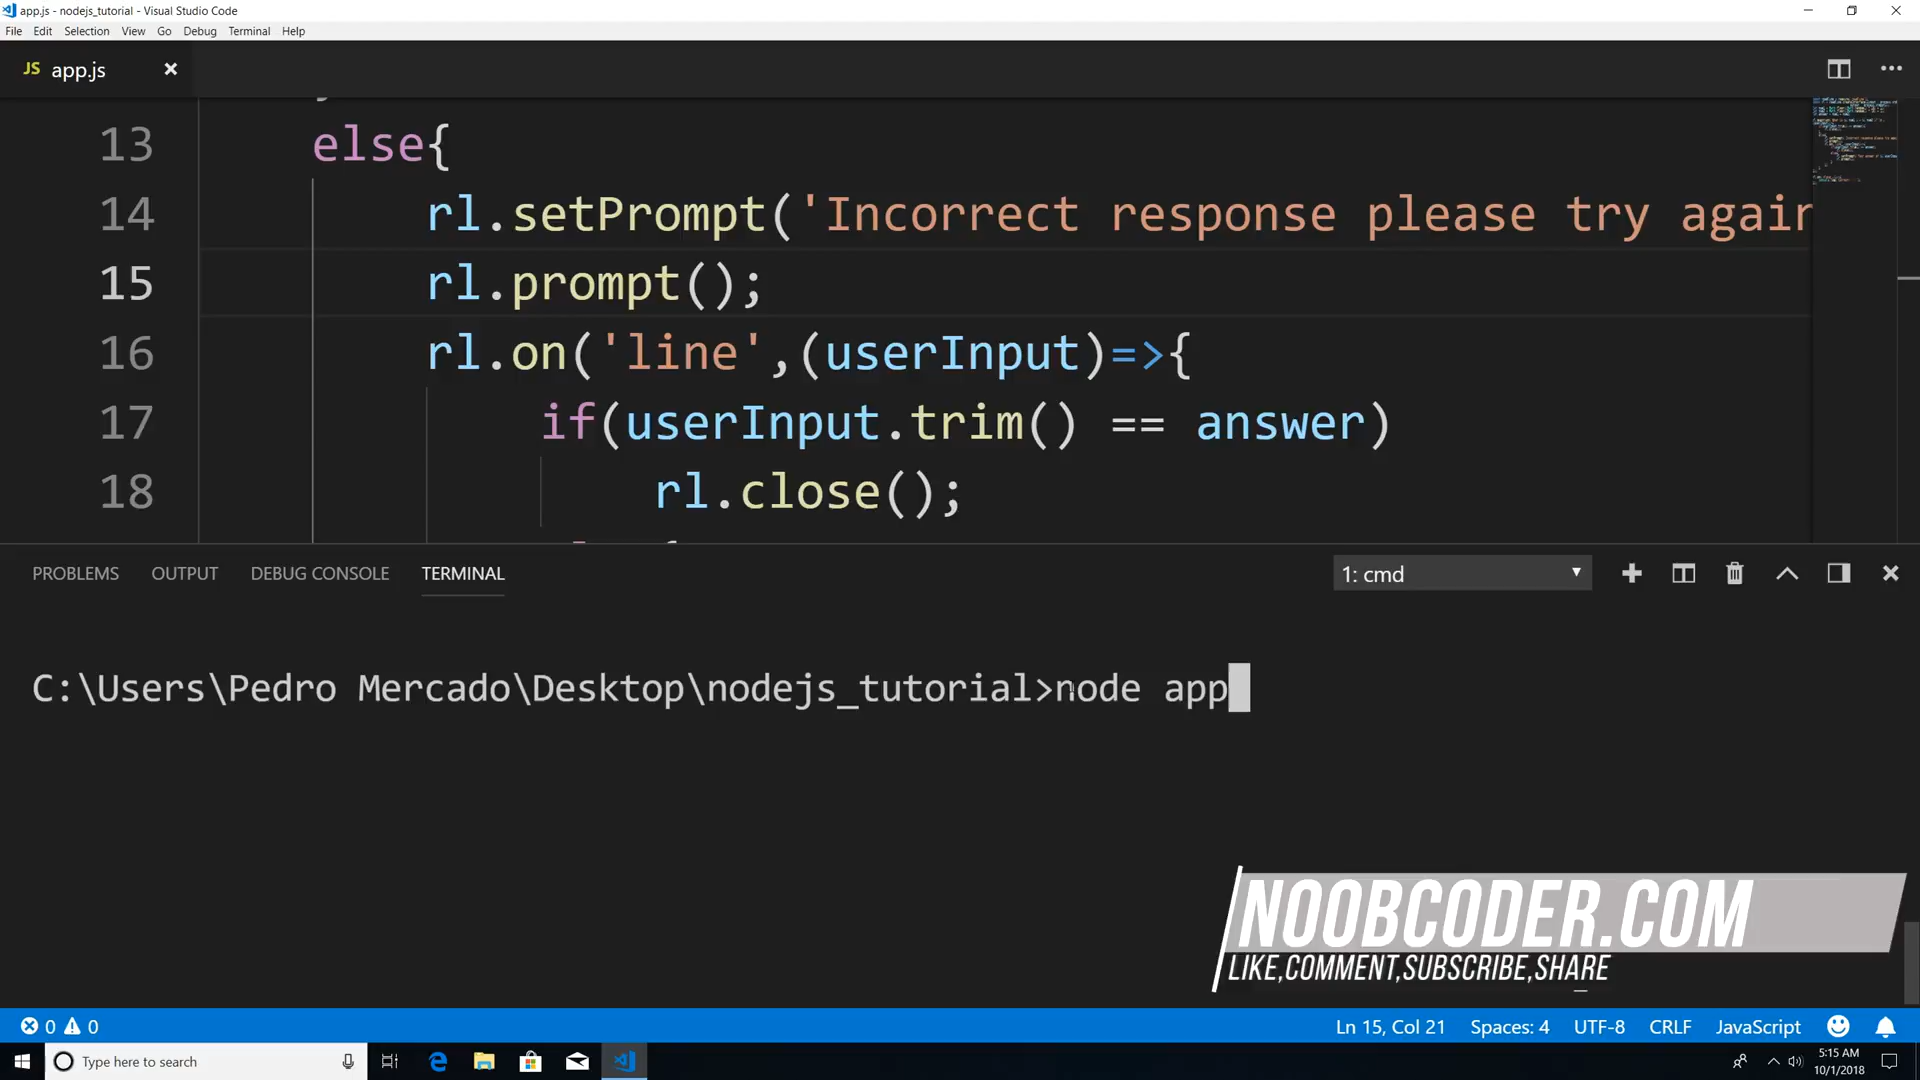 app.js - nodejs_tutorial - Visual Studio Code
File Edit Selection View Go Debug Terminal Help
JS app.js
13 else{
14 rl.setPrompt('Incorrect response please try again
15 rl.prompt();
16 rl.on('line',(userInput)=>{
17 if(userInput.trim() == answer)
18 rl.close();
PROBLEMS OUTPUT DEBUG CONSOLE TERMINAL 1: cmd
C:\Users\Pedro Mercado\Desktop\nodejs_tutorial>node app
NOOBCODER.COM
LIKE,COMMENT,SUBSCRIBE,SHARE
0 0 Ln 15, Col 21 Spaces: 4 UTF-8 CRLF JavaScript
Type here to search
5:15 AM
10/1/2018